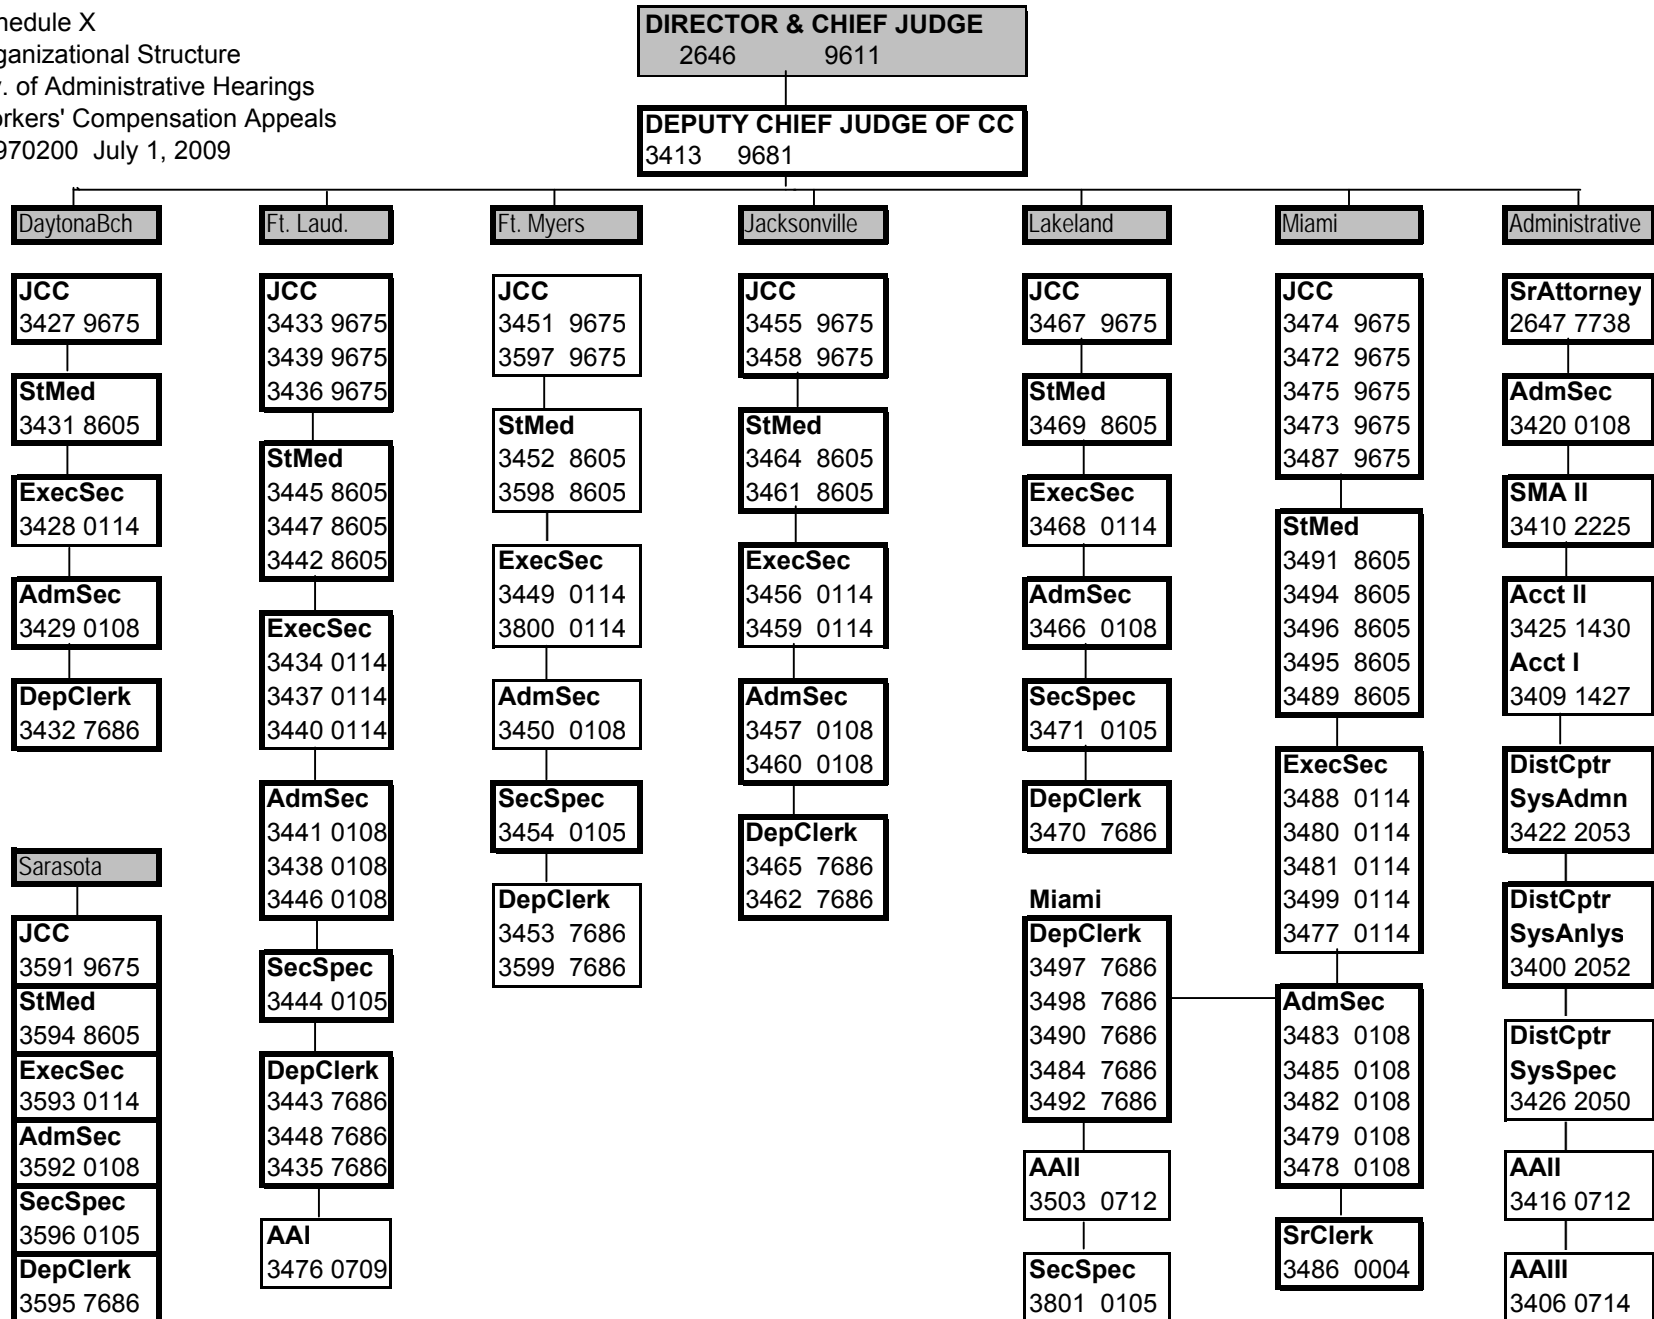 hedule X
ganizational Structure
. of Administrative Hearings
orkers' Compensation Appeals
970200 July 1, 2009
DIRECTOR & CHIEF JUDGE
2646 9611
DEPUTY CHIEF JUDGE OF CC
3413 9681
DaytonaBch
JCC
3427 9675
StMed
3431 8605
ExecSec
3428 0114
AdmSec
3429 0108
DepClerk
3432 7686
Sarasota
JCC
3591 9675
StMed
3594 8605
ExecSec
3593 0114
AdmSec
3592 0108
SecSpec
3596 0105
DepClerk
3595 7686
Ft. Laud.
JCC
3433 9675
3439 9675
3436 9675
StMed
3445 8605
3447 8605
3442 8605
ExecSec
3434 0114
3437 0114
3440 0114
AdmSec
3441 0108
3438 0108
3446 0108
SecSpec
3444 0105
DepClerk
3443 7686
3448 7686
3435 7686
AAI
3476 0709
Ft. Myers
JCC
3451 9675
3597 9675
StMed
3452 8605
3598 8605
ExecSec
3449 0114
3800 0114
AdmSec
3450 0108
SecSpec
3454 0105
DepClerk
3453 7686
3599 7686
Jacksonville
JCC
3455 9675
3458 9675
StMed
3464 8605
3461 8605
ExecSec
3456 0114
3459 0114
AdmSec
3457 0108
3460 0108
DepClerk
3465 7686
3462 7686
Lakeland
JCC
3467 9675
StMed
3469 8605
ExecSec
3468 0114
AdmSec
3466 0108
SecSpec
3471 0105
DepClerk
3470 7686
Miami
DepClerk
3497 7686
3498 7686
3490 7686
3484 7686
3492 7686
AAII
3503 0712
SecSpec
3801 0105
Miami
JCC
3474 9675
3472 9675
3475 9675
3473 9675
3487 9675
StMed
3491 8605
3494 8605
3496 8605
3495 8605
3489 8605
ExecSec
3488 0114
3480 0114
3481 0114
3499 0114
3477 0114
AdmSec
3483 0108
3485 0108
3482 0108
3479 0108
3478 0108
SrClerk
3486 0004
Administrative
SrAttorney
2647 7738
AdmSec
3420 0108
SMA II
3410 2225
Acct II
3425 1430
Acct I
3409 1427
DistCptr
SysAdmn
3422 2053
DistCptr
SysAnlys
3400 2052
DistCptr
SysSpec
3426 2050
AAII
3416 0712
AAIII
3406 0714